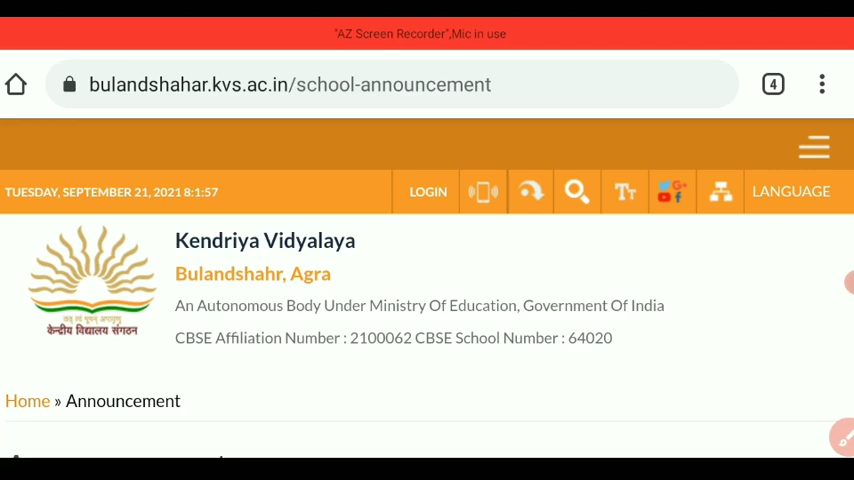 "AZ Screen Recorder",Mic in use
bulandshahar.kvs.ac.in/school-announcement
4
TUESDAY, SEPTEMBER 21, 2021 8:1:57
LOGIN
LANGUAGE
Kendriya Vidyalaya
Bulandshahr, Agra
An Autonomous Body Under Ministry Of Education, Government Of India
केन्द्रीय विद्यालय संगठन
CBSE Affiliation Number : 2100062 CBSE School Number : 64020
Home » Announcement